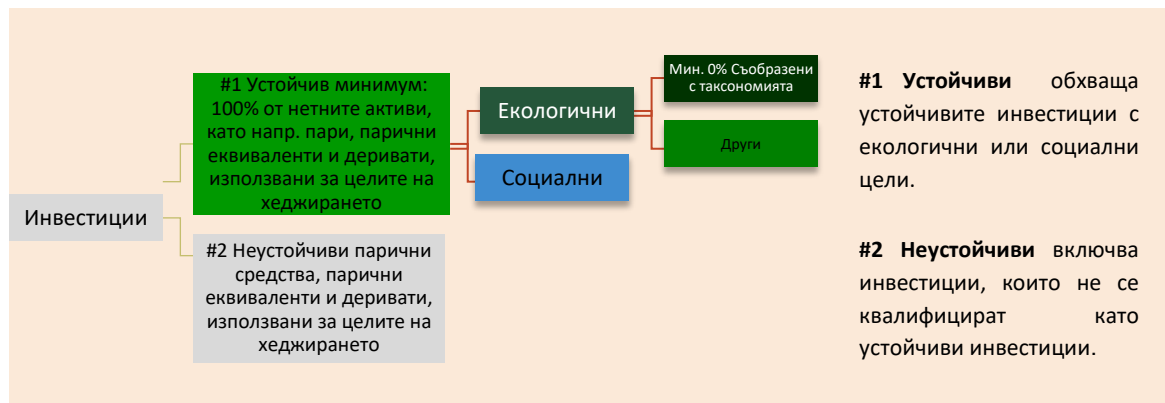 Инвестиции
#1 Устойчив минимум:
100% от нетните активи,
като напр. пари, парични
еквиваленти и деривати,
използвани за целите на
хеджирането
#2 Неустойчиви парични
средства, парични
еквиваленти и деривати,
използвани за целите на
хеджирането
Екологични
Социални
Мин. 0% Съобразени
с таксономията
Други
#1 Устойчиви обхваща
устойчивите инвестиции с
екологични или социални
цели.
#2 Неустойчиви включва
инвестиции, които не се
квалифицират като
устойчиви инвестиции.